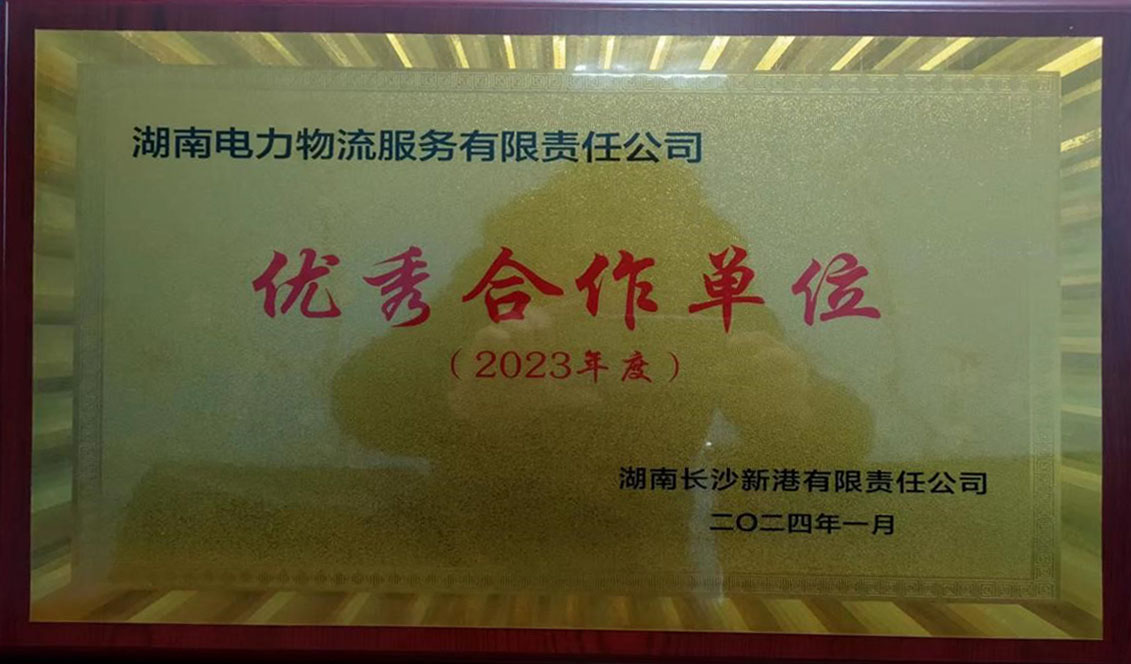 湖南电力物流服务有限责任公司
优秀合作单位
（2023年度）
湖南长沙新港有限责任公司
二〇二四年一月